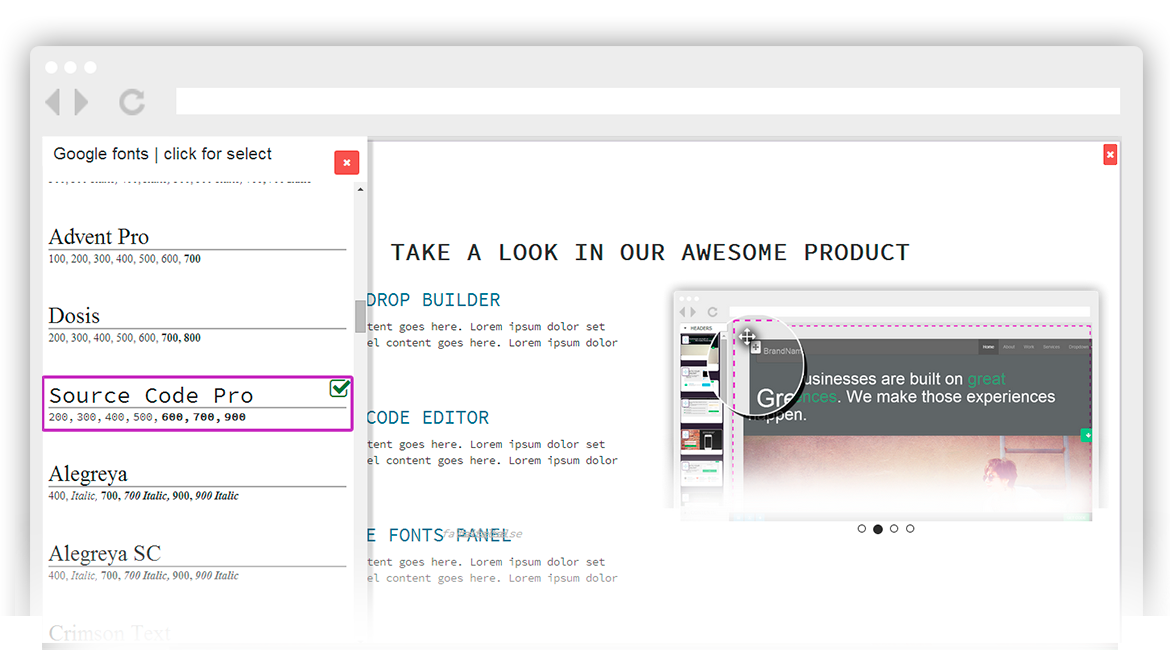 Google fonts | click for select
Advent Pro
100, 200, 300, 400, 500, 600, 700
Dosis
200, 300, 400, 500, 600, 700, 800
Source Code Pro
200, 300, 400, 500, 600, 700, 900
Alegreya
400, Italic, 700, 700 Italic, 900, 900 Italic
Alegreya SC
400, Italic, 700, 700 Italic, 900, 900 Italic
Crimson Text
TAKE A LOOK IN OUR AWESOME PRODUCT
DROP BUILDER
tent goes here. Lorem ipsum dolor set
el content goes here. Lorem ipsum dolor
CODE EDITOR
tent goes here. Lorem ipsum dolor set
el content goes here. Lorem ipsum dolor
E FONTS PANEL
tent goes here. Lorem ipsum dolor set
el content goes here. Lorem ipsum dolor
HEADERS
BrandNam
Home About Work Services Dropdown
Gre usinesses are built on great
ences. We make those experiences
happen.